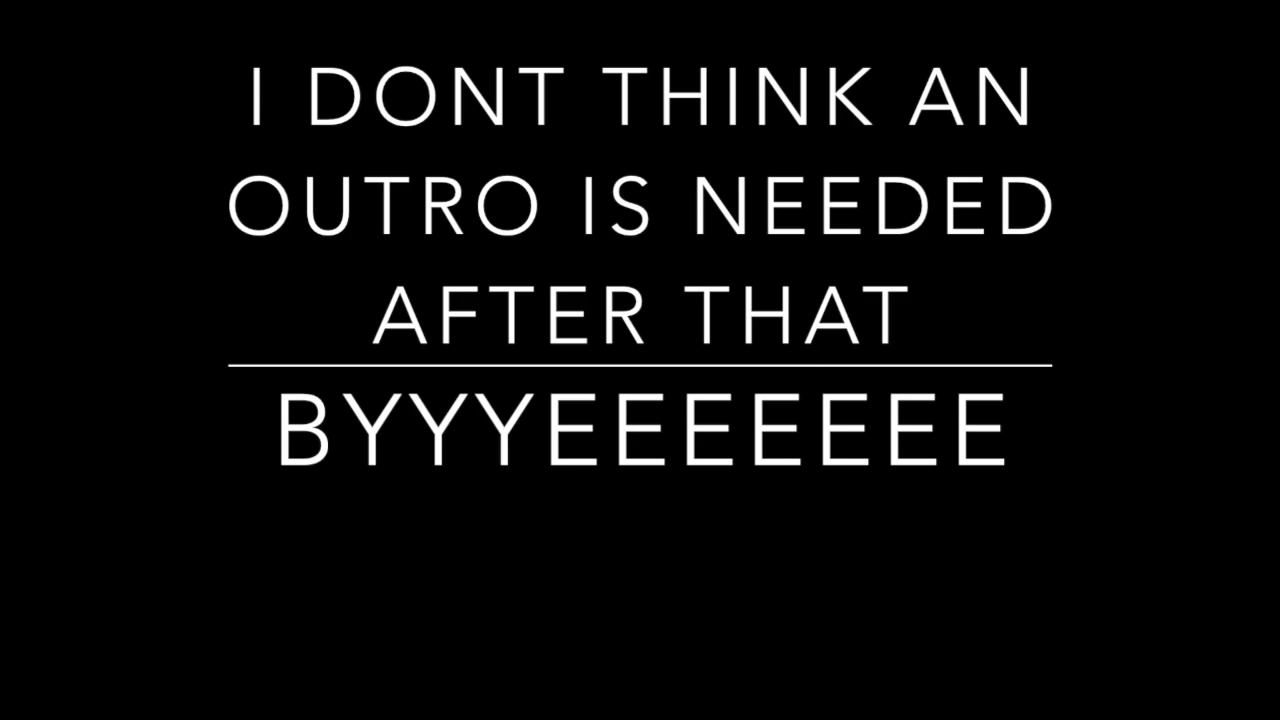 I DONT THINK AN
OUTRO IS NEEDED
AFTER THAT
BYYYEEEEEEE